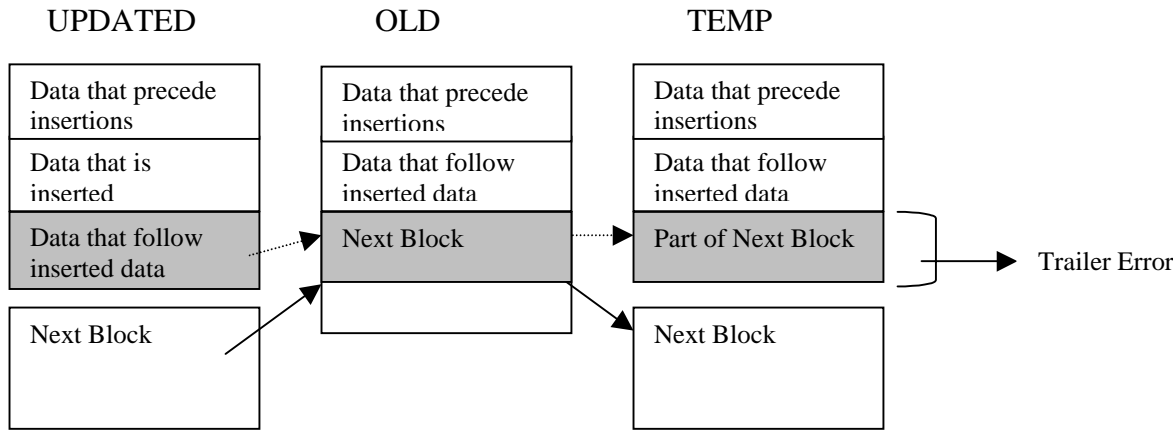 UPDATED
OLD
TEMP
Data that precede
insertions
Data that is
inserted
Data that follow
inserted data
Next Block
Data that precede
insertions
Data that follow
inserted data
Next Block
Data that precede
insertions
Data that follow
inserted data
Part of Next Block
Next Block
Trailer Error